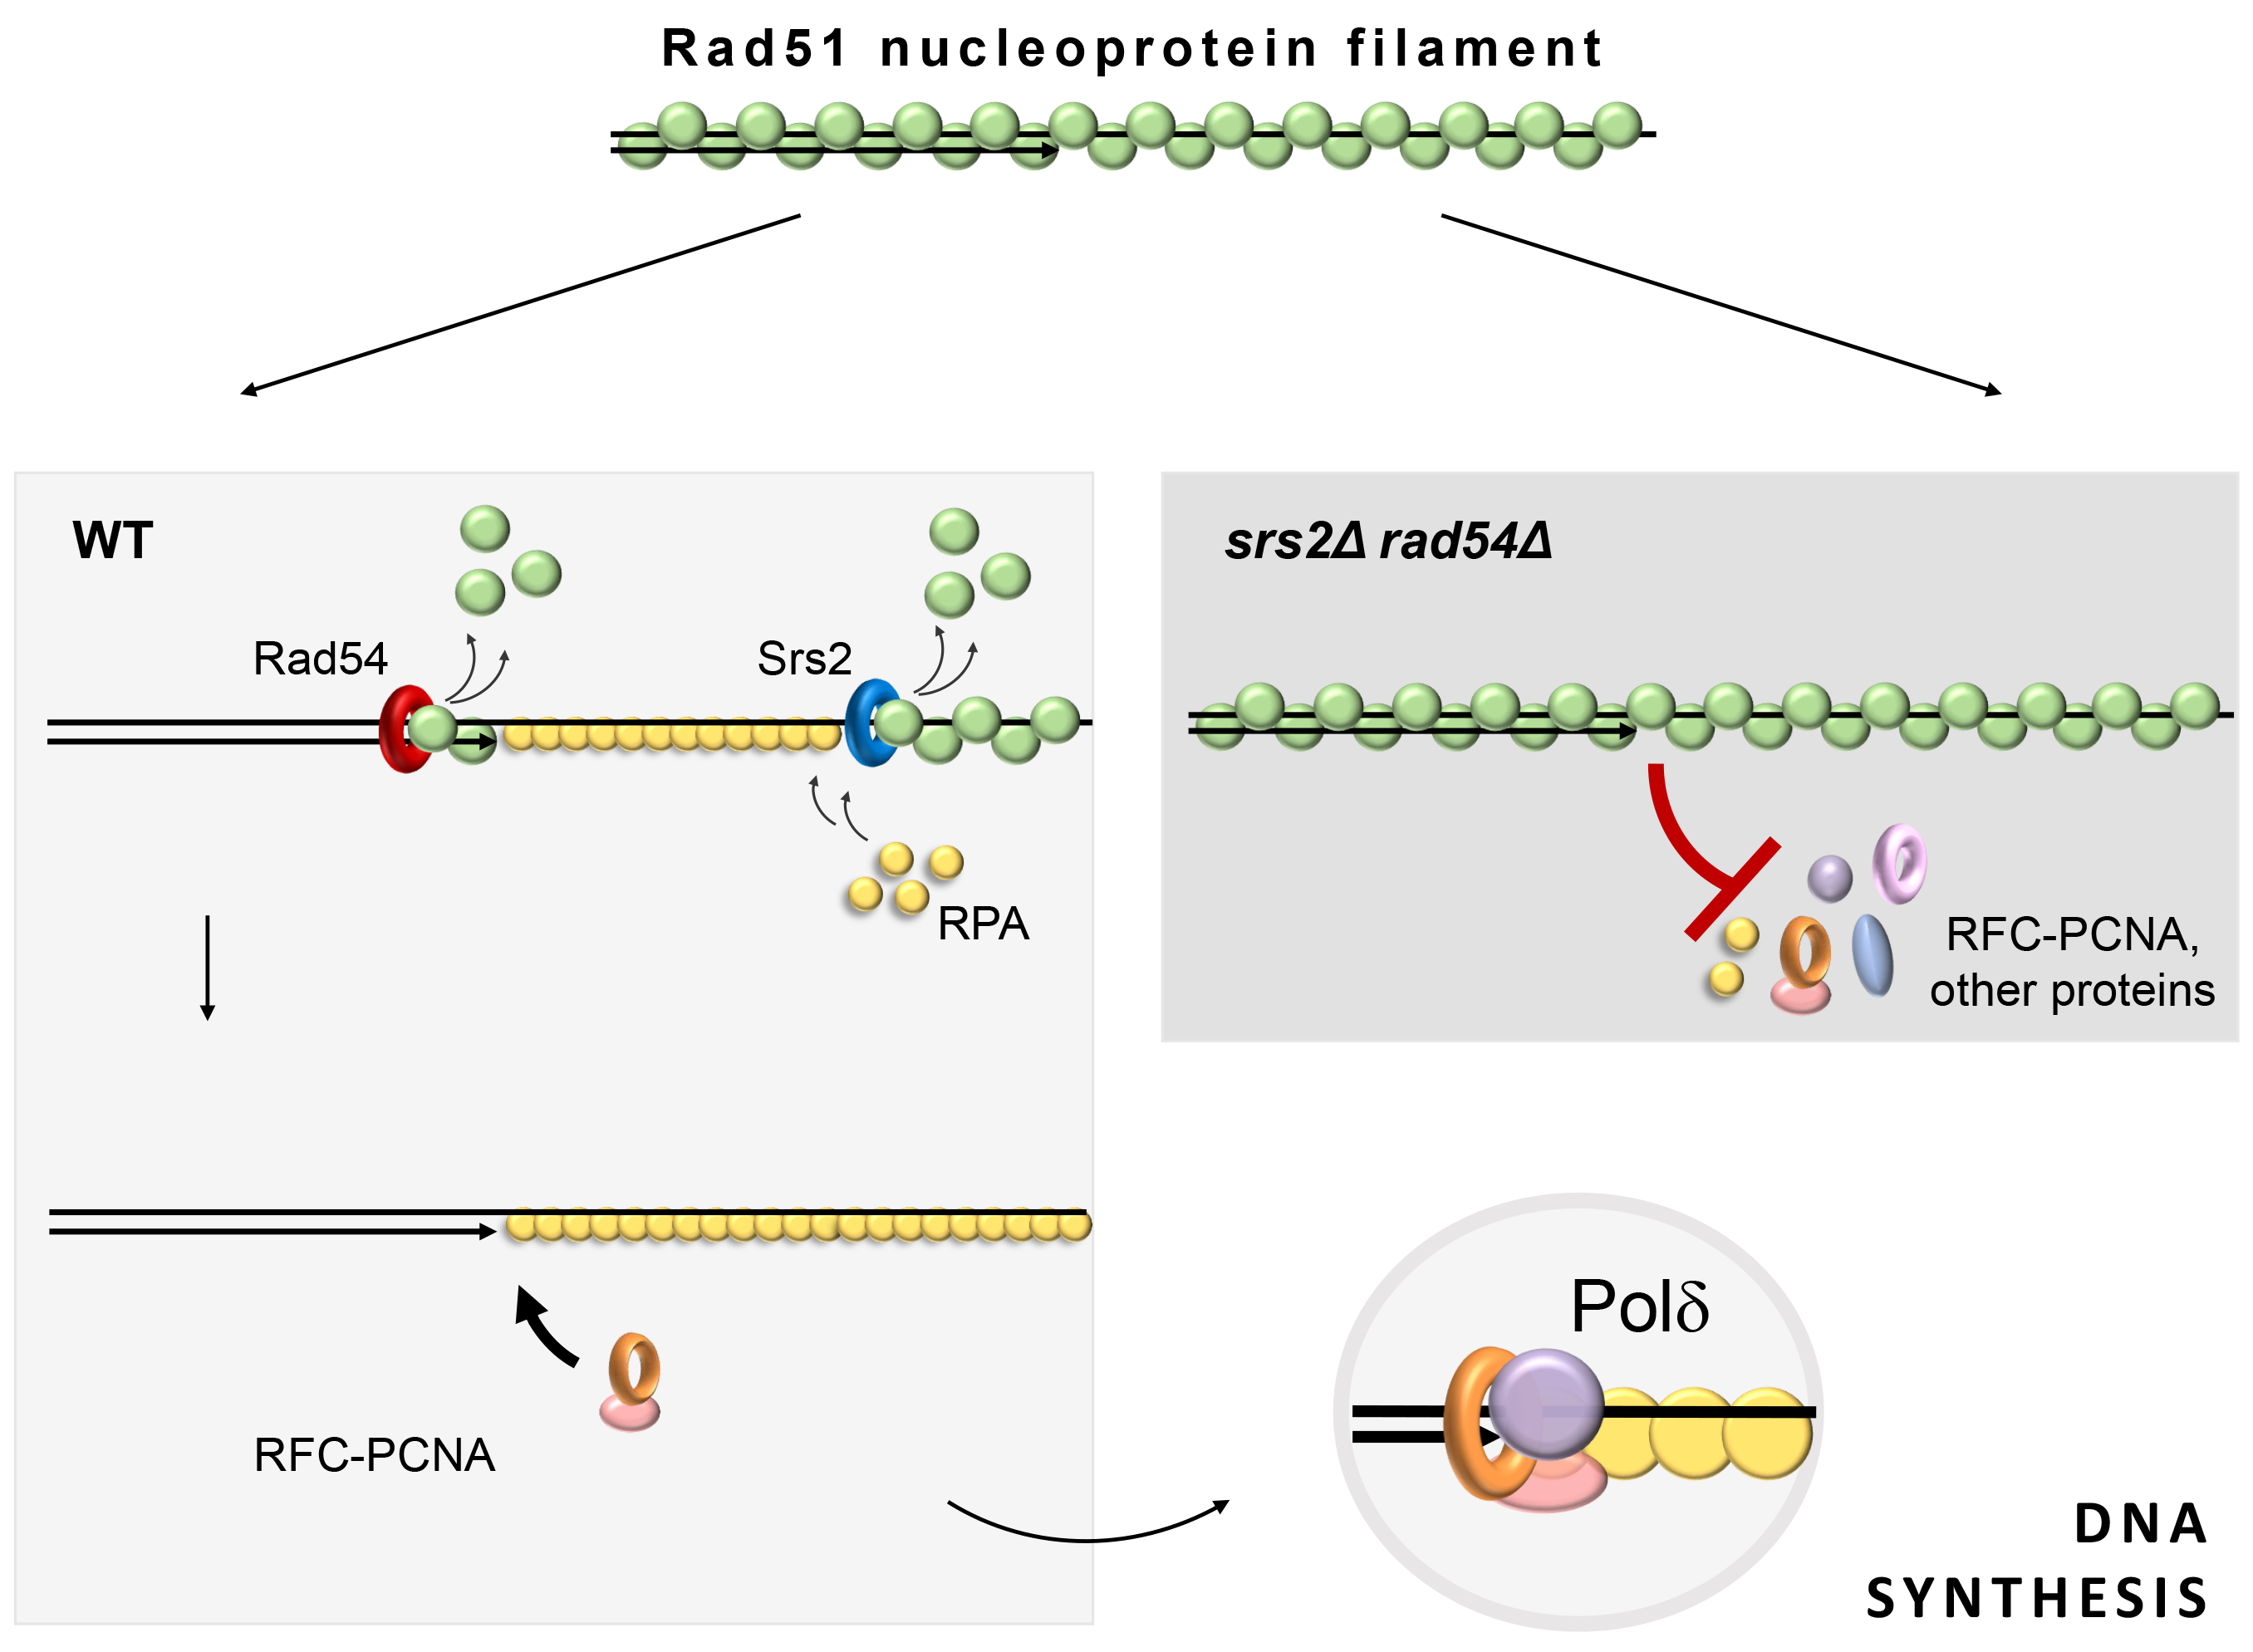 Rad51 nucleoprotein filament
WT
Rad54
Srs2
RPA
RFC-PCNA
srs2Δ rad54Δ
RFC-PCNA,
other proteins
Polδ
DNA
SYNTHESIS